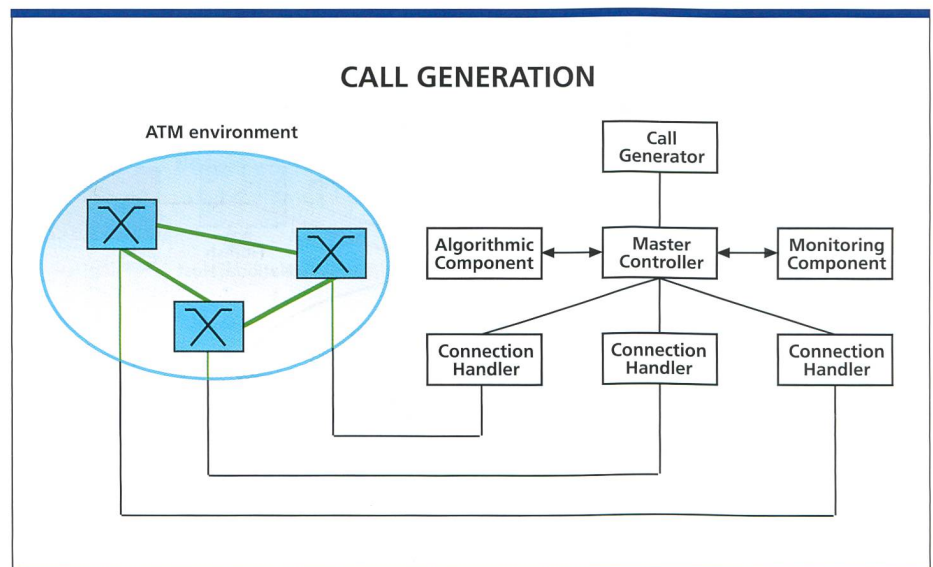 CALL GENERATION
ATM environment
Call
Generator
Algorithmic
Component
Master
Controller
Monitoring
Component
Connection
Handler
Connection
Handler
Connection
Handler